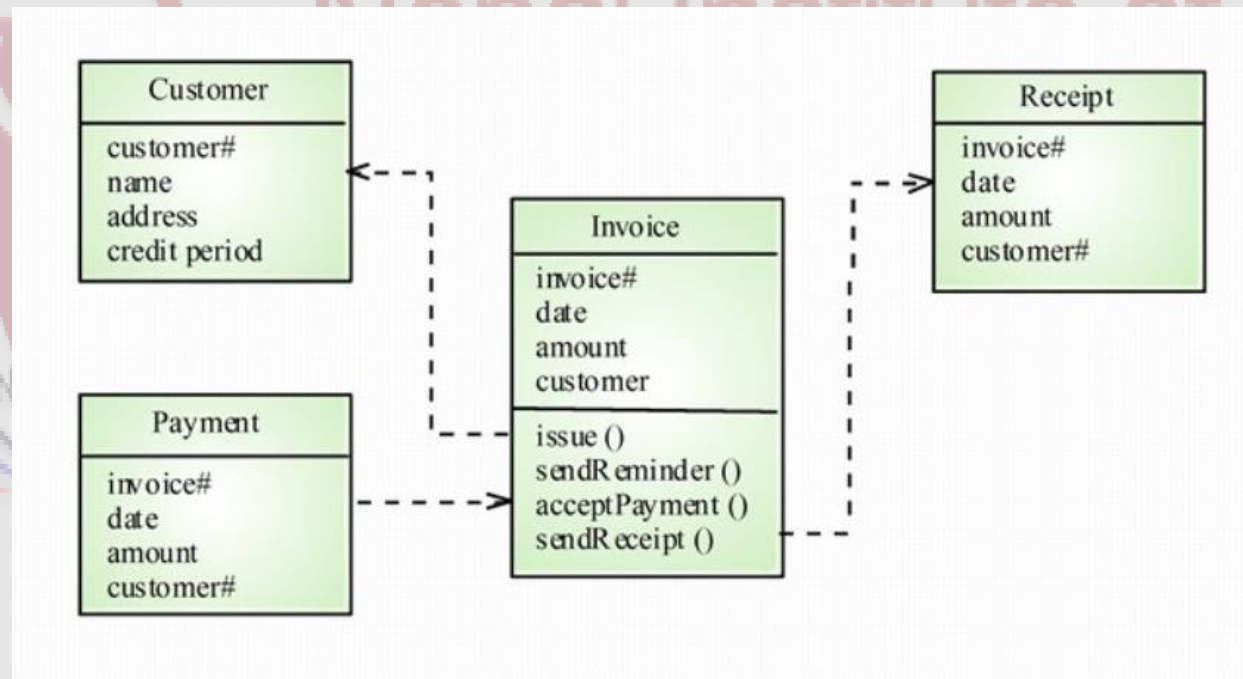 Customer
customer#
name
address
credit period
Payment
invoice#
date
amount
customer#
Invoice
invoice#
date
amount
customer
issue ()
sendReminder ()
acceptPayment ()
sendReceipt ()
Receipt
invoice#
date
amount
customer#